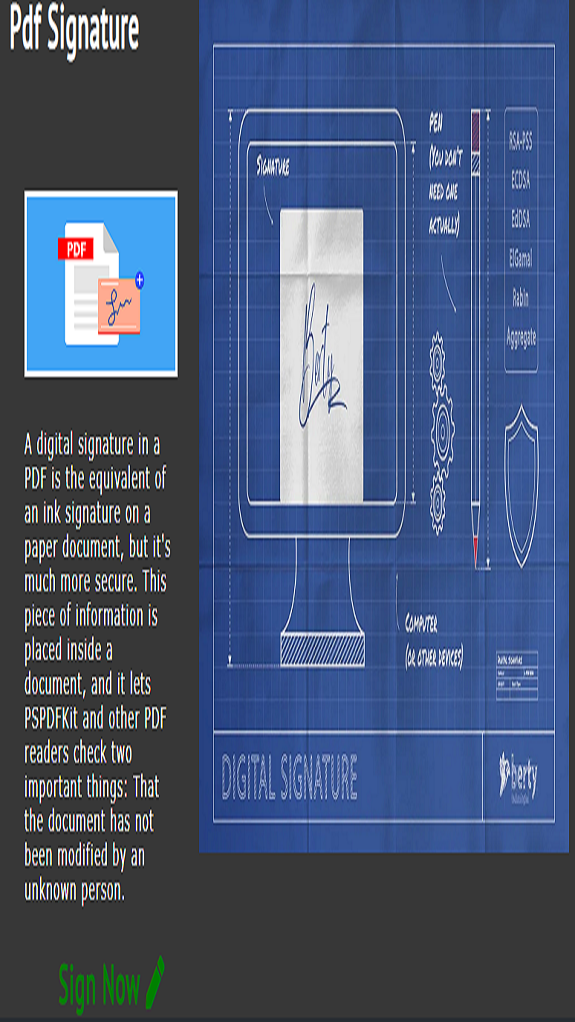 Pdf Signature
PDF
A digital signature in a
PDF is the equivalent of
an ink signature on a
paper document, but it's
much more secure. This
piece of information is
placed inside a
document, and it lets
PSPDFKit and other PDF
readers check two
important things: That
the document has not
been modified by an
unknown person.
Sign Now
SIGNATURE
Berty
PEN
(YOU DON'T
NEED ONE
ACTUALLY)
RSA-PSS
ECDSA
EdDSA
ElGamal
Rabin
Aggregate
COMPUTER
(OR OTHER DEVICES)
DIGITAL SIGNATURE
DIGITAL SIGNATURE
berty